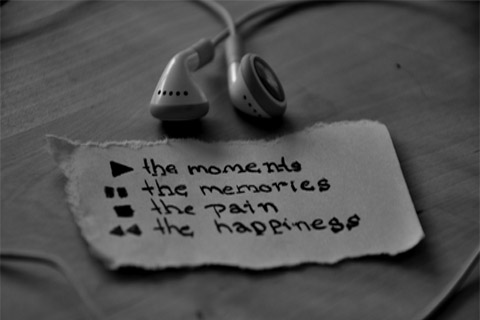 ▶ the moments
▮▮ the memories
■ the pain
◀◀ the happiness